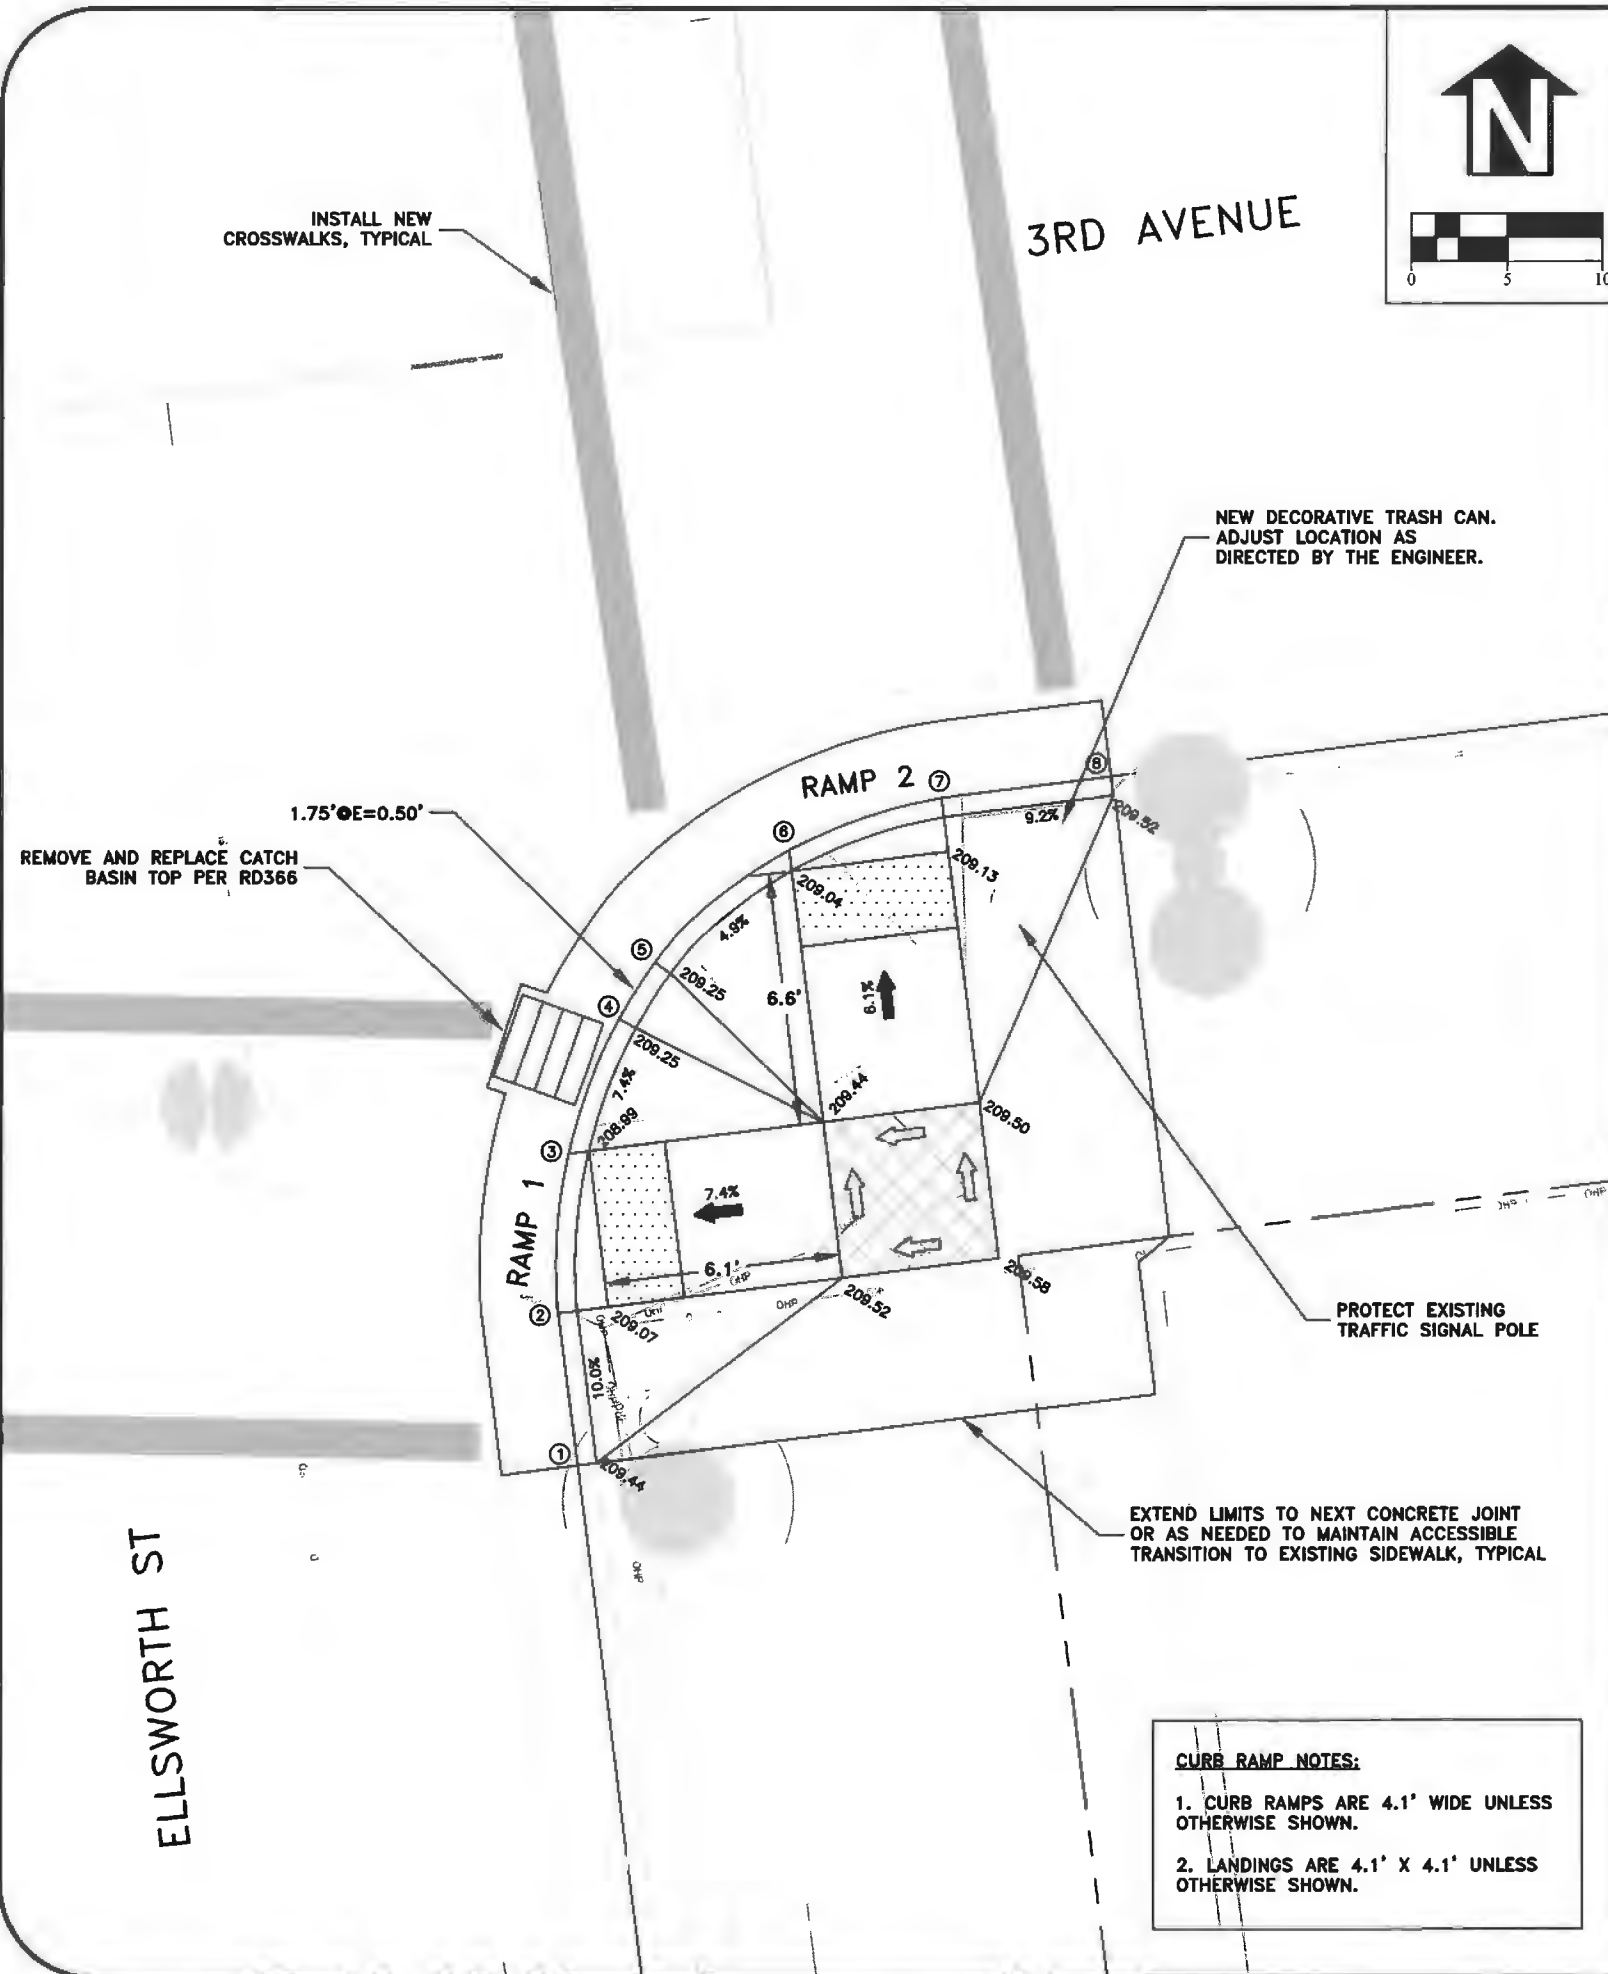 N
0 5 10
3RD AVENUE
INSTALL NEW
CROSSWALKS, TYPICAL
NEW DECORATIVE TRASH CAN.
ADJUST LOCATION AS
DIRECTED BY THE ENGINEER.
1.75'@E=0.50'
REMOVE AND REPLACE CATCH
BASIN TOP PER RD366
RAMP 2
8
7
6
5
4
3
2
1
9.2%
209.52
209.13
209.04
4.9%
209.25
6.6'
6.1%
209.25
7.4%
209.44
208.99
209.50
RAMP 1
7.4%
6.1'
OHP
OHP
OHP
209.07
209.52
209.58
10.0%
209.44
OHP
PROTECT EXISTING
TRAFFIC SIGNAL POLE
EXTEND LIMITS TO NEXT CONCRETE JOINT
OR AS NEEDED TO MAINTAIN ACCESSIBLE
TRANSITION TO EXISTING SIDEWALK, TYPICAL
ELLSWORTH ST
CURB RAMP NOTES:
1. CURB RAMPS ARE 4.1' WIDE UNLESS
OTHERWISE SHOWN.
2. LANDINGS ARE 4.1' X 4.1' UNLESS
OTHERWISE SHOWN.